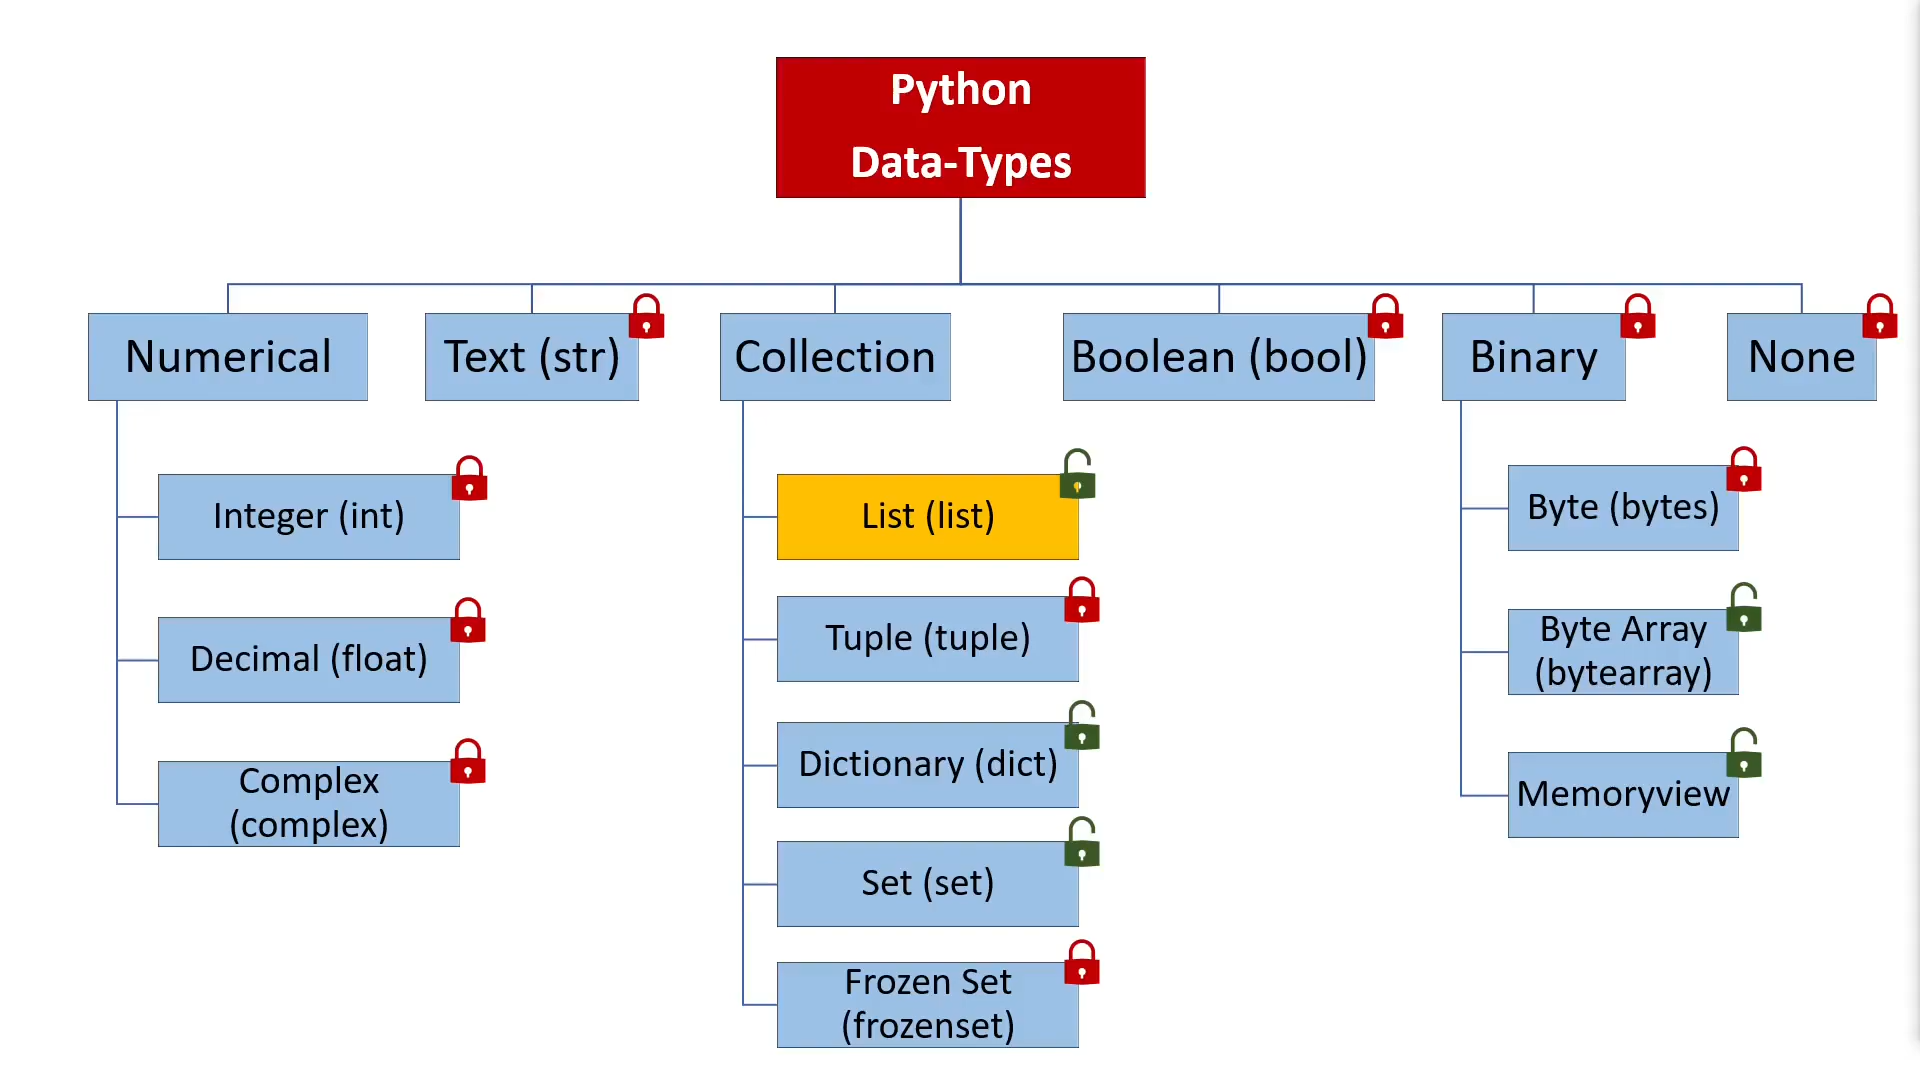 Python
Data-Types
Numerical
Text (str)
Collection
Boolean (bool)
Binary
None
Integer (int)
Decimal (float)
Complex
(complex)
List (list)
Tuple (tuple)
Dictionary (dict)
Set (set)
Frozen Set
(frozenset)
Byte (bytes)
Byte Array
(bytearray)
Memoryview